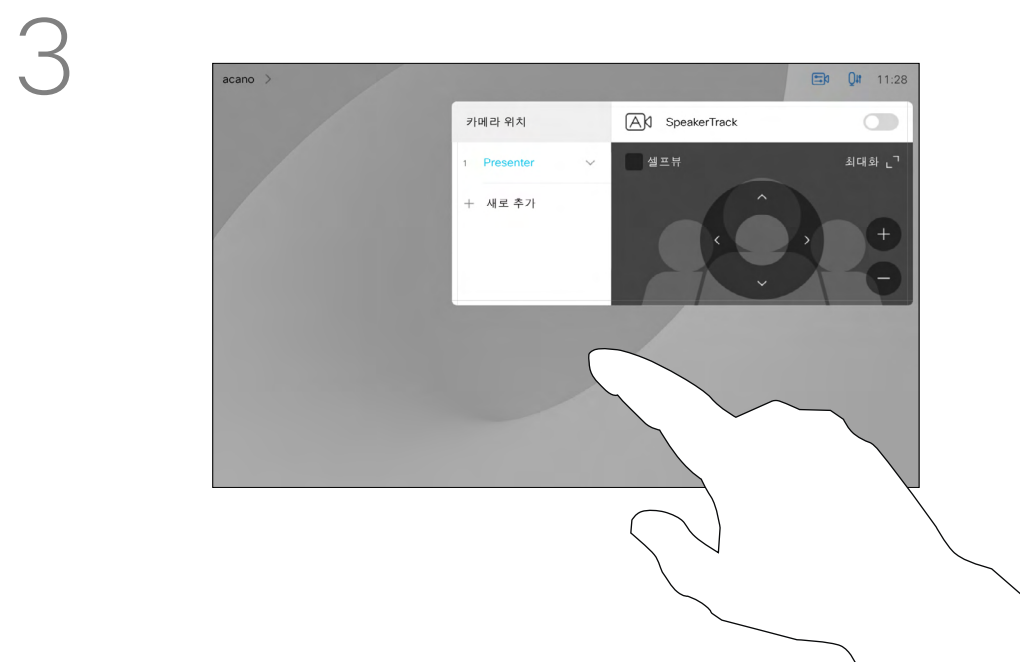 3
acano >
11:28
카메라 위치
SpeakerTrack
1 Presenter
셀프뷰
최대화
+ 새로 추가